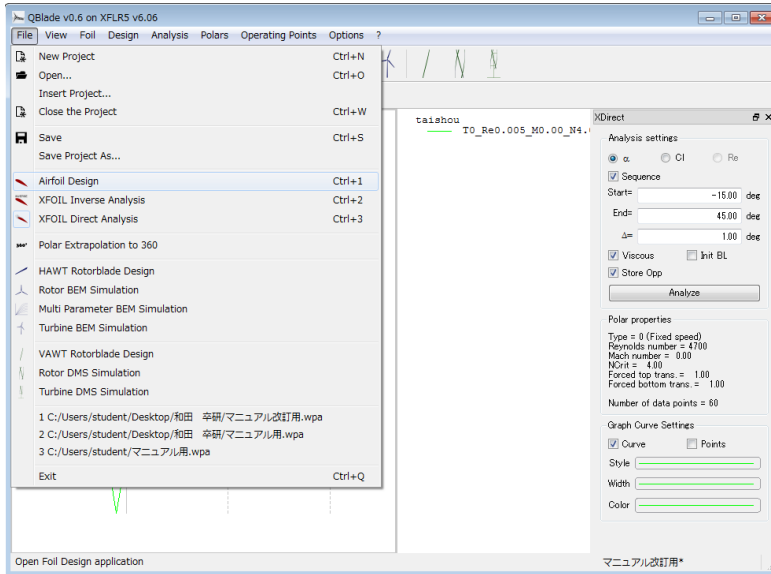 QBlade v0.6 on XFLR5 v6.06
File View Foil Design Analysis Polars Operating Points Options ?
New Project Ctrl+N
Open... Ctrl+O
Insert Project...
Close the Project Ctrl+W
Save Ctrl+S
Save Project As...
Airfoil Design Ctrl+1
XFOIL Inverse Analysis Ctrl+2
XFOIL Direct Analysis Ctrl+3
360° Polar Extrapolation to 360
HAWT Rotorblade Design
Rotor BEM Simulation
Multi Parameter BEM Simulation
Turbine BEM Simulation
VAWT Rotorblade Design
Rotor DMS Simulation
Turbine DMS Simulation
1 C:/Users/student/Desktop/和田　卒研/マニュアル改訂用.wpa
2 C:/Users/student/Desktop/和田　卒研/マニュアル用.wpa
3 C:/Users/student/マニュアル用.wpa
Exit Ctrl+Q
taishou
T0_Re0.005_M0.00_N4.
XDirect
Analysis settings
α Cl Re
Sequence
Start= -15.00 deg
End= 45.00 deg
Δ= 1.00 deg
Viscous Init BL
Store Opp
Analyze
Polar properties
Type = 0 (Fixed speed)
Reynolds number = 4700
Mach number = 0.00
NCrit = 4.00
Forced top trans. = 1.00
Forced bottom trans. = 1.00
Number of data points = 60
Graph Curve Settings
Curve Points
Style
Width
Color
Open Foil Design application
マニュアル改訂用*